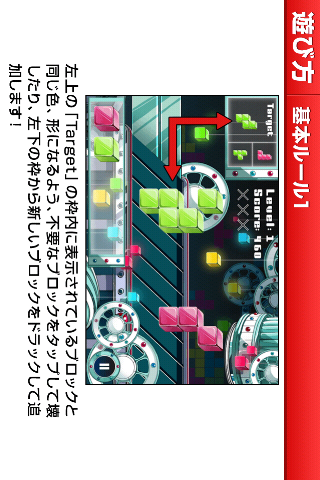 遊び方 基本ルール1
Target
Level: 1
Score: 460
左上の「Target」の枠内に表示されているブロックと
同じ色、形になるよう、不要なブロックをタップして壊
したり、左下の枠から新しいブロックをドラックして追
加します!